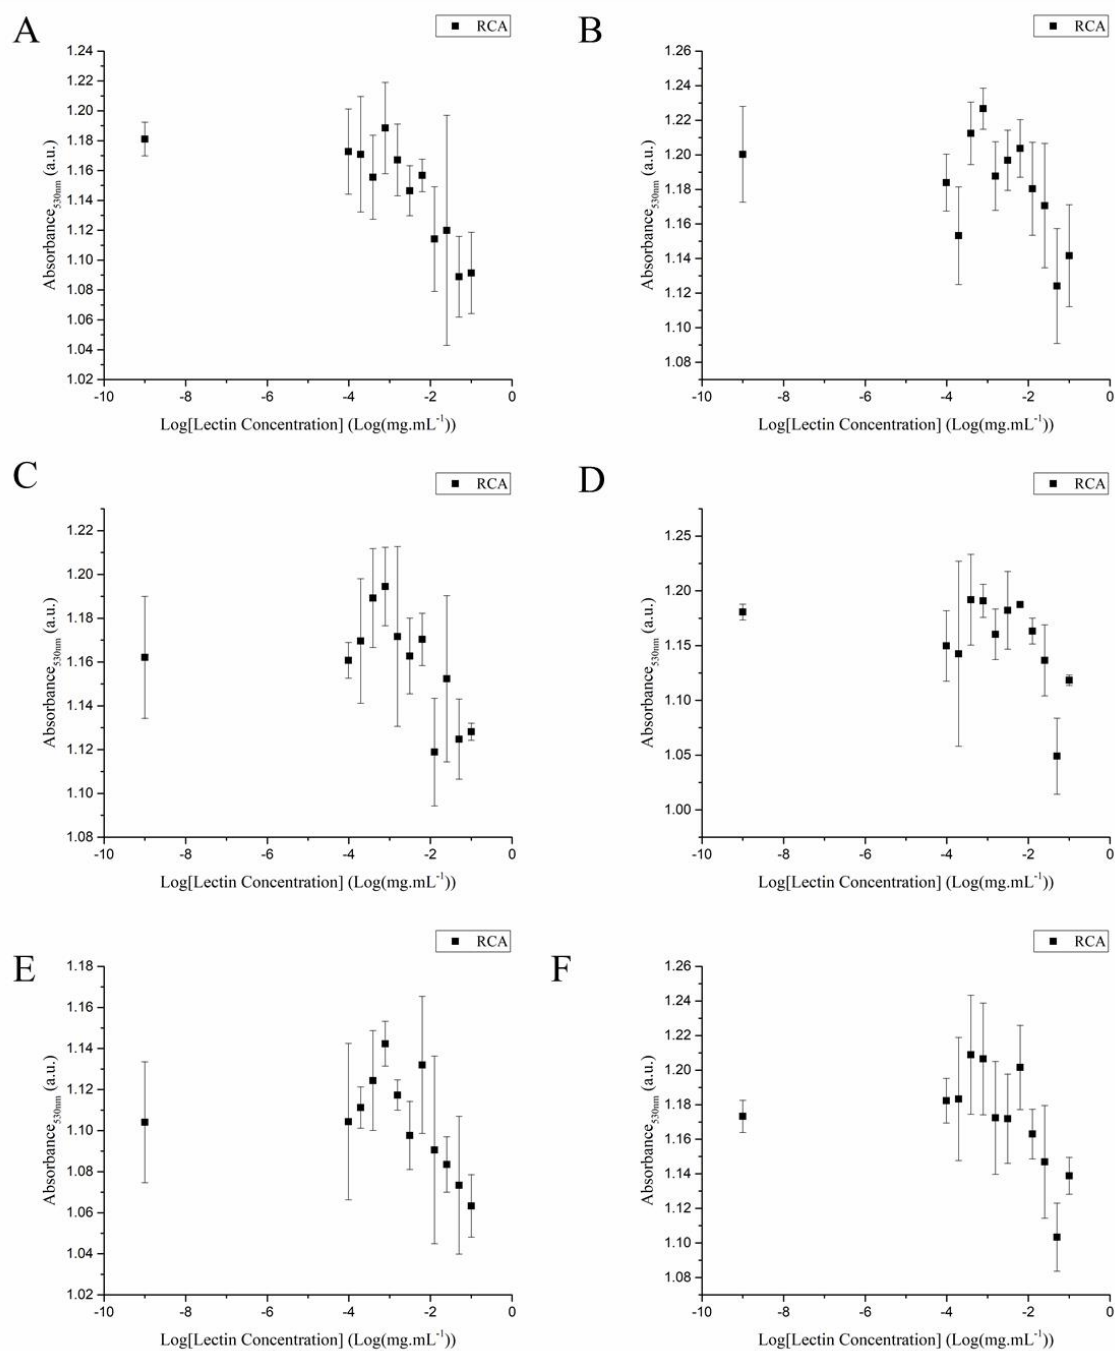 A
RCA
1.24
1.22
1.20
1.18
1.16
1.14
1.12
1.10
1.08
1.06
1.04
1.02
Absorbance530nm (a.u.)
-10 -8 -6 -4 -2 0
Log[Lectin Concentration] (Log(mg.mL-1))
B
RCA
1.26
1.24
1.22
1.20
1.18
1.16
1.14
1.12
1.10
1.08
Absorbance530nm (a.u.)
-10 -8 -6 -4 -2 0
Log[Lectin Concentration] (Log(mg.mL-1))
C
RCA
1.22
1.20
1.18
1.16
1.14
1.12
1.10
1.08
Absorbance530nm (a.u.)
-10 -8 -6 -4 -2 0
Log[Lectin Concentration] (Log(mg.mL-1))
D
RCA
1.25
1.20
1.15
1.10
1.05
1.00
Absorbance530nm (a.u.)
-10 -8 -6 -4 -2 0
Log[Lectin Concentration] (Log(mg.mL-1))
E
RCA
1.18
1.16
1.14
1.12
1.10
1.08
1.06
1.04
1.02
Absorbance530nm (a.u.)
-10 -8 -6 -4 -2 0
Log[Lectin Concentration] (Log(mg.mL-1))
F
RCA
1.26
1.24
1.22
1.20
1.18
1.16
1.14
1.12
1.10
1.08
Absorbance530nm (a.u.)
-10 -8 -6 -4 -2 0
Log[Lectin Concentration] (Log(mg.mL-1))